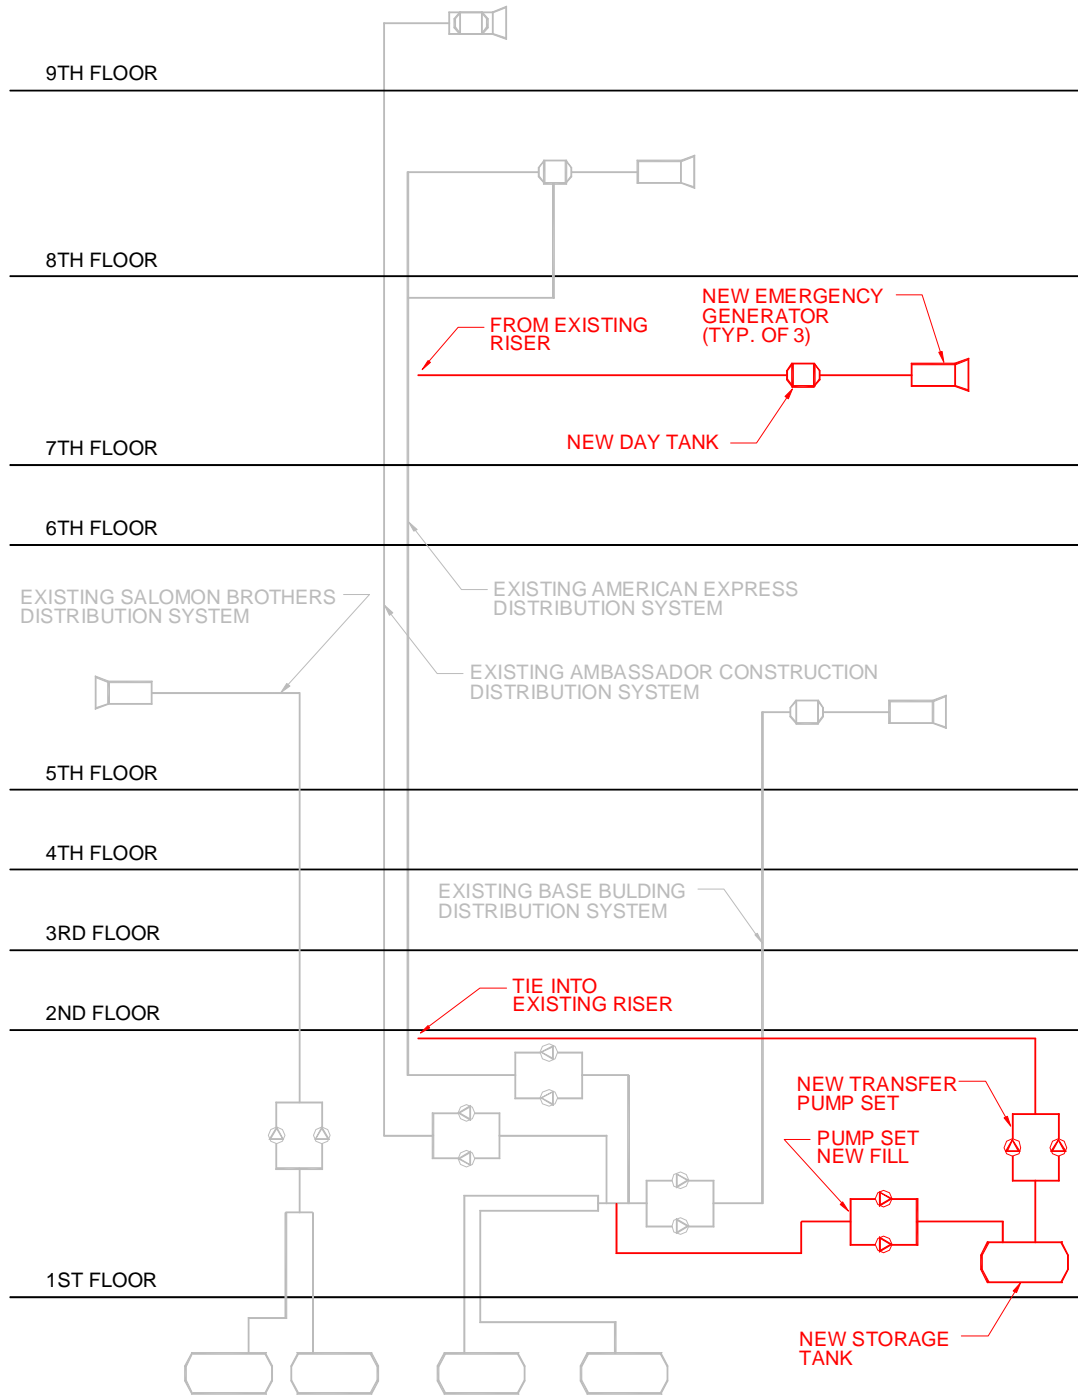 9TH FLOOR
8TH FLOOR
NEW EMERGENCY
GENERATOR
(TYP. OF 3)
FROM EXISTING
RISER
7TH FLOOR
NEW DAY TANK
6TH FLOOR
EXISTING SALOMON BROTHERS
DISTRIBUTION SYSTEM
EXISTING AMERICAN EXPRESS
DISTRIBUTION SYSTEM
EXISTING AMBASSADOR CONSTRUCTION
DISTRIBUTION SYSTEM
5TH FLOOR
4TH FLOOR
EXISTING BASE BULDING
DISTRIBUTION SYSTEM
3RD FLOOR
TIE INTO
EXISTING RISER
2ND FLOOR
NEW TRANSFER
PUMP SET
PUMP SET
NEW FILL
1ST FLOOR
NEW STORAGE
TANK